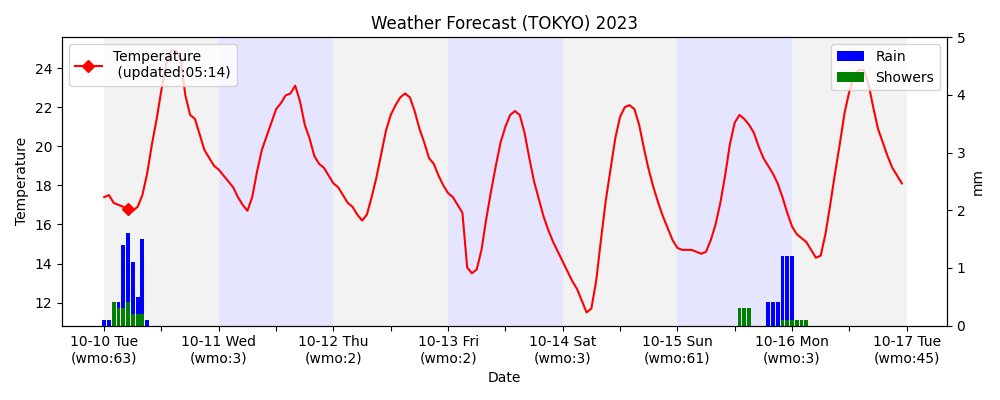 Weather Forecast (TOKYO) 2023
Temperature
(updated:05:14)
Rain
Showers
Temperature
24
22
20
18
16
14
12
5
4
3
2
1
0
mm
10-10 Tue 10-11 Wed 10-12 Thu 10-13 Fri 10-14 Sat 10-15 Sun 10-16 Mon 10-17 Tue
(wmo:63) (wmo:3) (wmo:2) (wmo:2) (wmo:3) (wmo:61) (wmo:3) (wmo:45)
Date